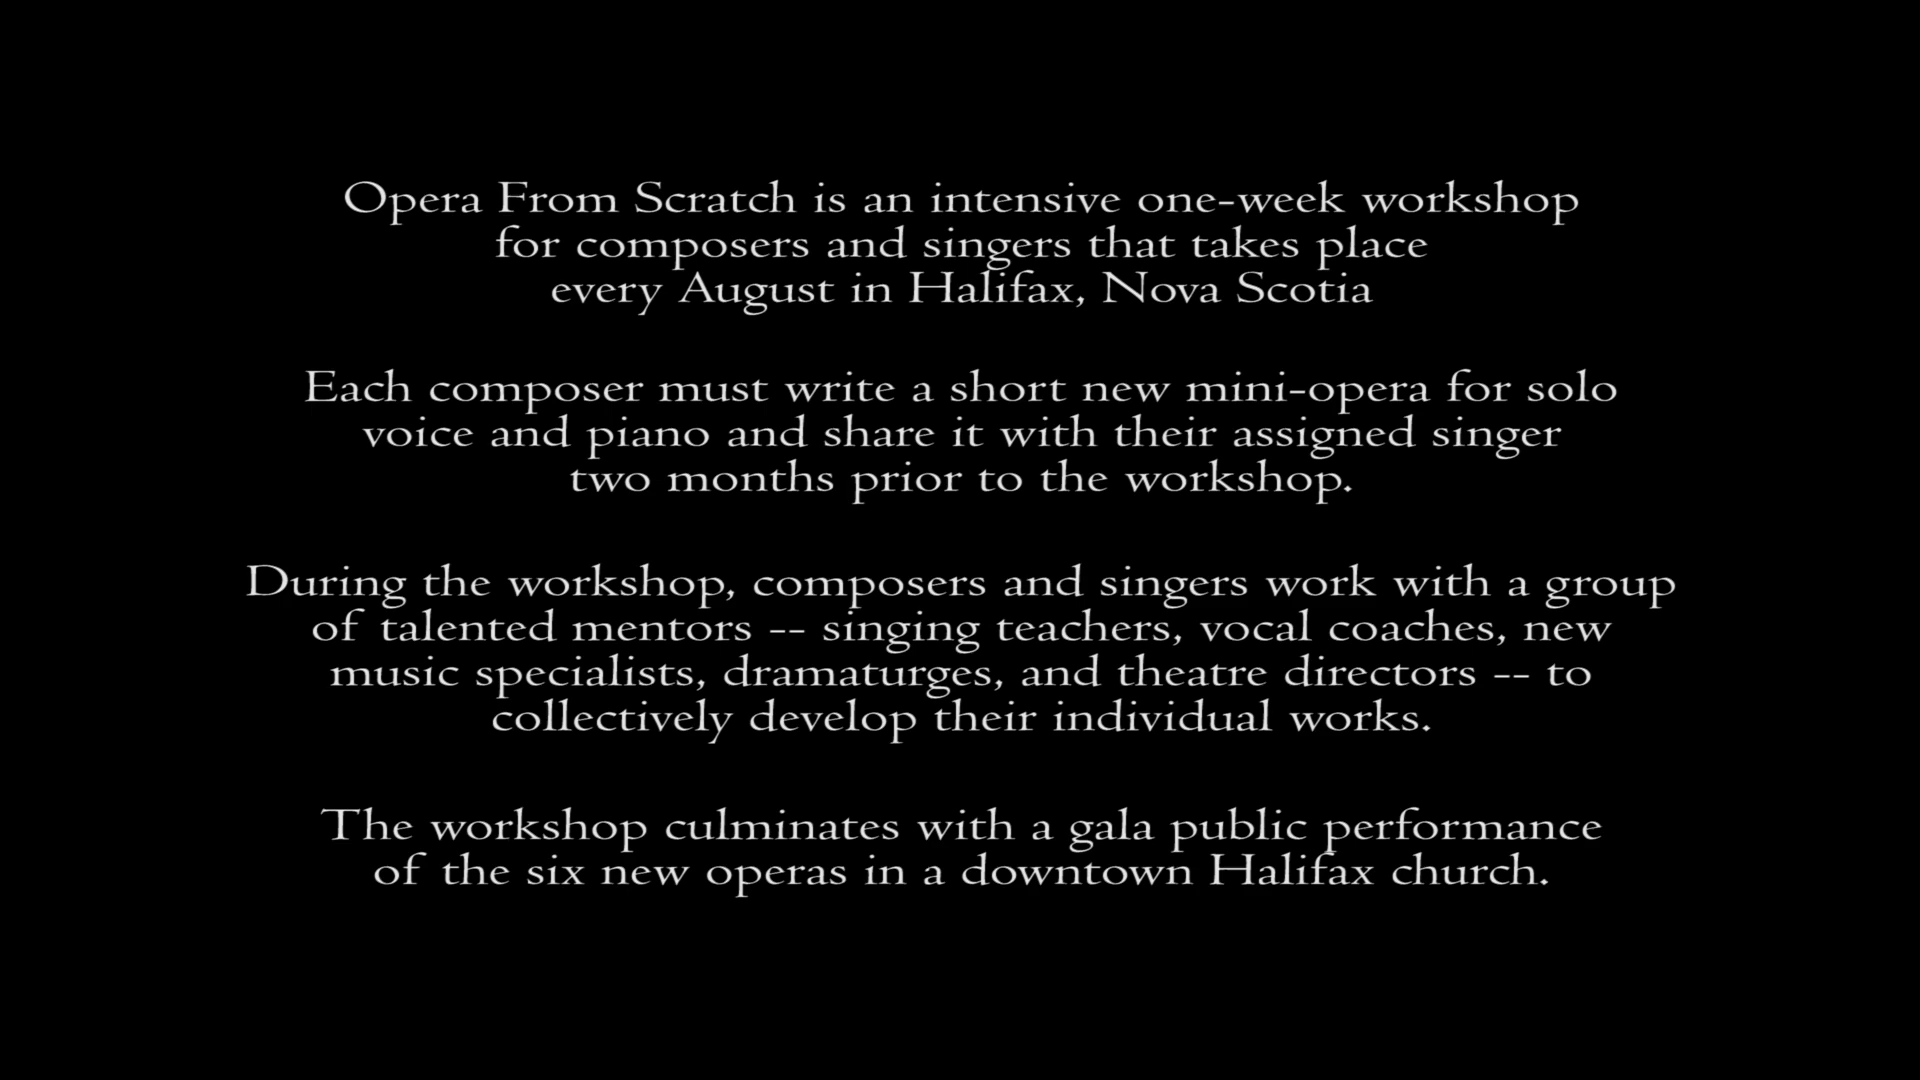 Opera From Scratch is an intensive one-week workshop
for composers and singers that takes place
every August in Halifax, Nova Scotia
Each composer must write a short new mini-opera for solo
voice and piano and share it with their assigned singer
two months prior to the workshop.
During the workshop, composers and singers work with a group
of talented mentors -- singing teachers, vocal coaches, new
music specialists, dramaturges, and theatre directors -- to
collectively develop their individual works.
The workshop culminates with a gala public performance
of the six new operas in a downtown Halifax church.